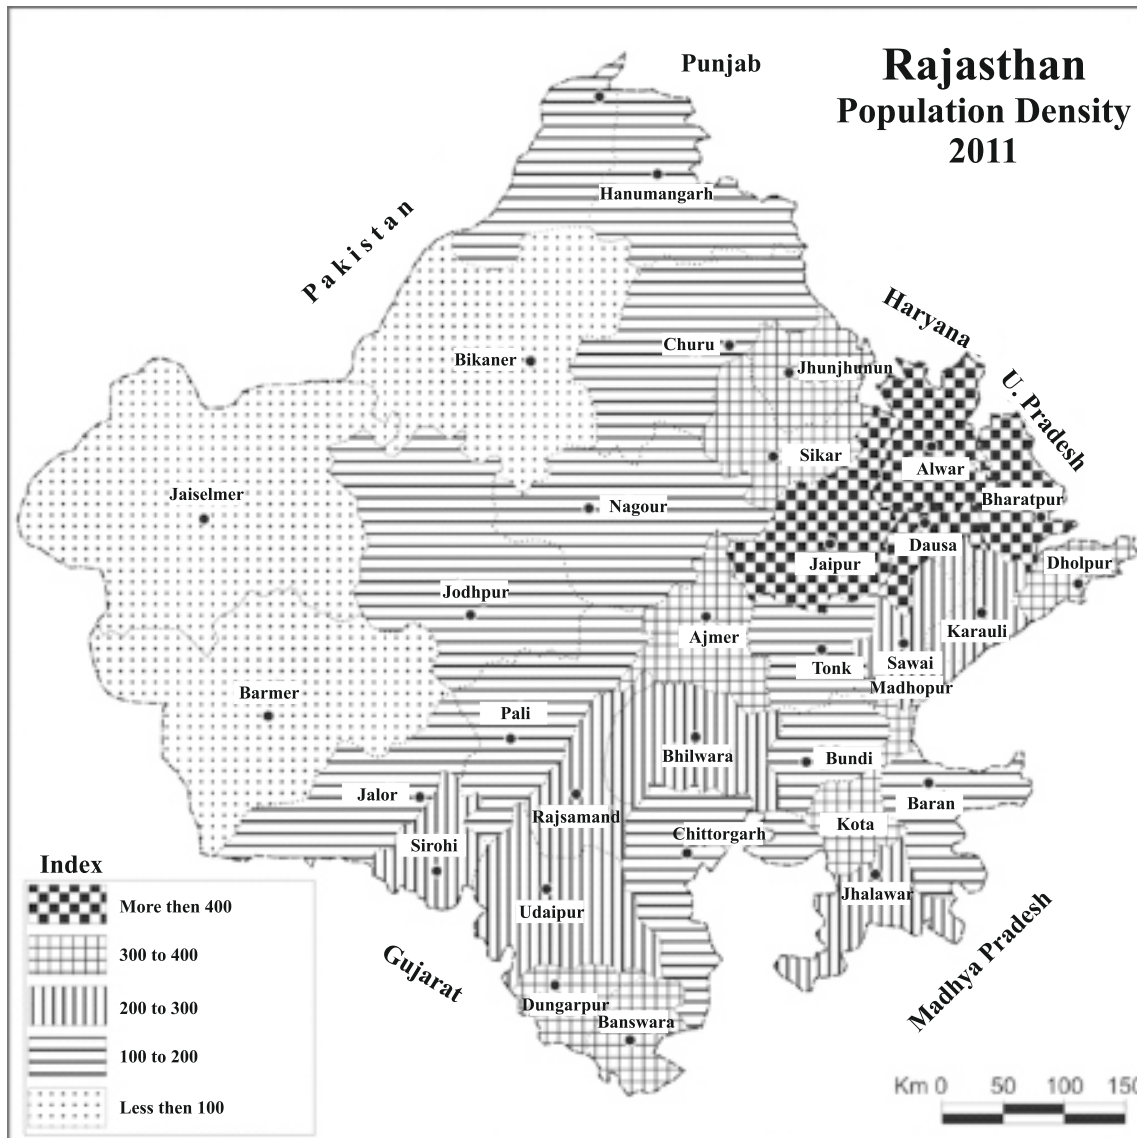 Rajasthan
Population Density
2011
Punjab
Hanumangarh
Pakistan
Haryana
U. Pradesh
Churu
Bikaner
Jhunjhunun
Sikar
Alwar
Jaiselmer
Bharatpur
Nagour
Dausa
Jaipur
Dholpur
Jodhpur
Karauli
Ajmer
Tonk
Sawai
Madhopur
Barmer
Pali
Bhilwara
Bundi
Jalor
Baran
Rajsamand
Kota
Chittorgarh
Sirohi
Jhalawar
Udaipur
Gujarat
Madhya Pradesh
Dungarpur
Banswara
Index
More then 400
300 to 400
200 to 300
100 to 200
Less then 100
Km 0 50 100 150